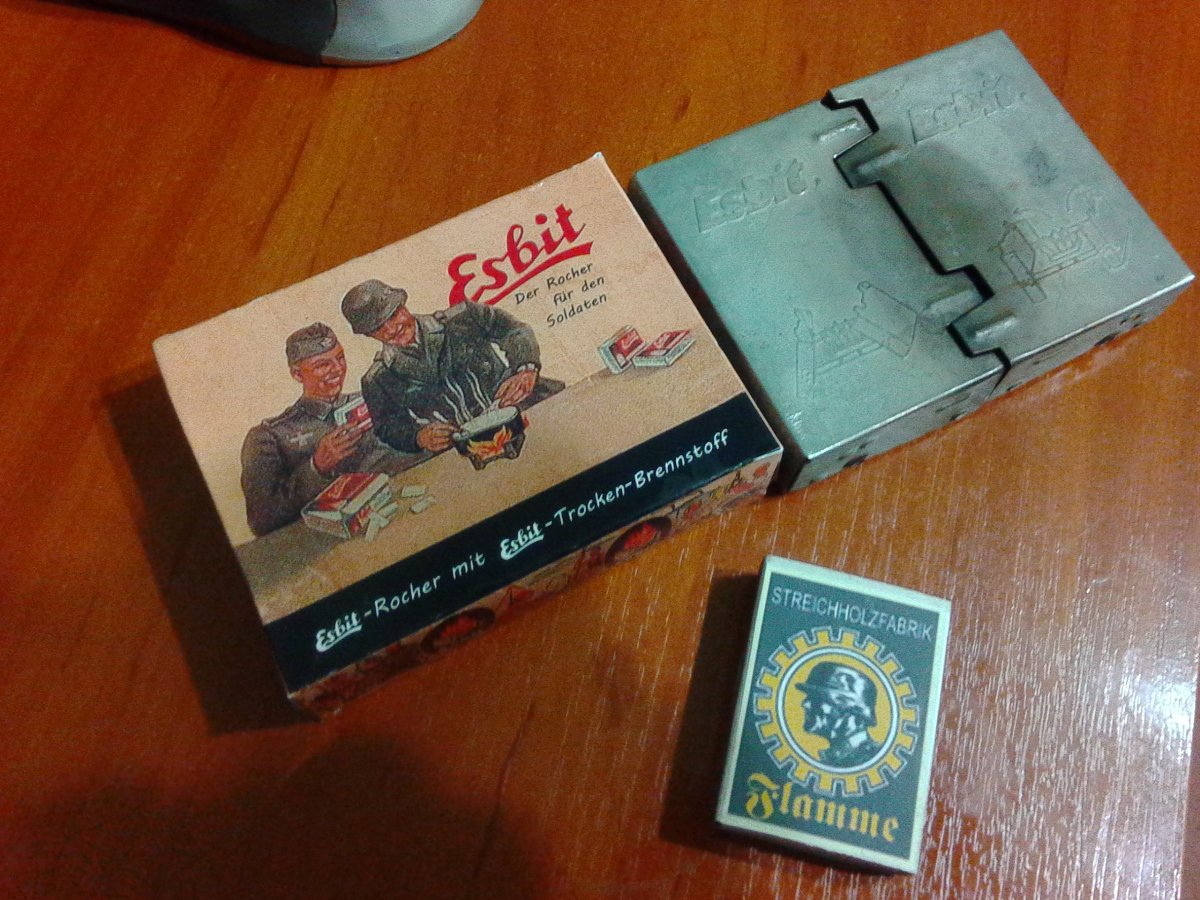 Esbit
Der Rocher
für den
Soldaten
Esbit-Rocher mit Esbit-Trocken-Brennstoff
Esbit
Esbit
STREICHHOLZFABRIK
Flamme